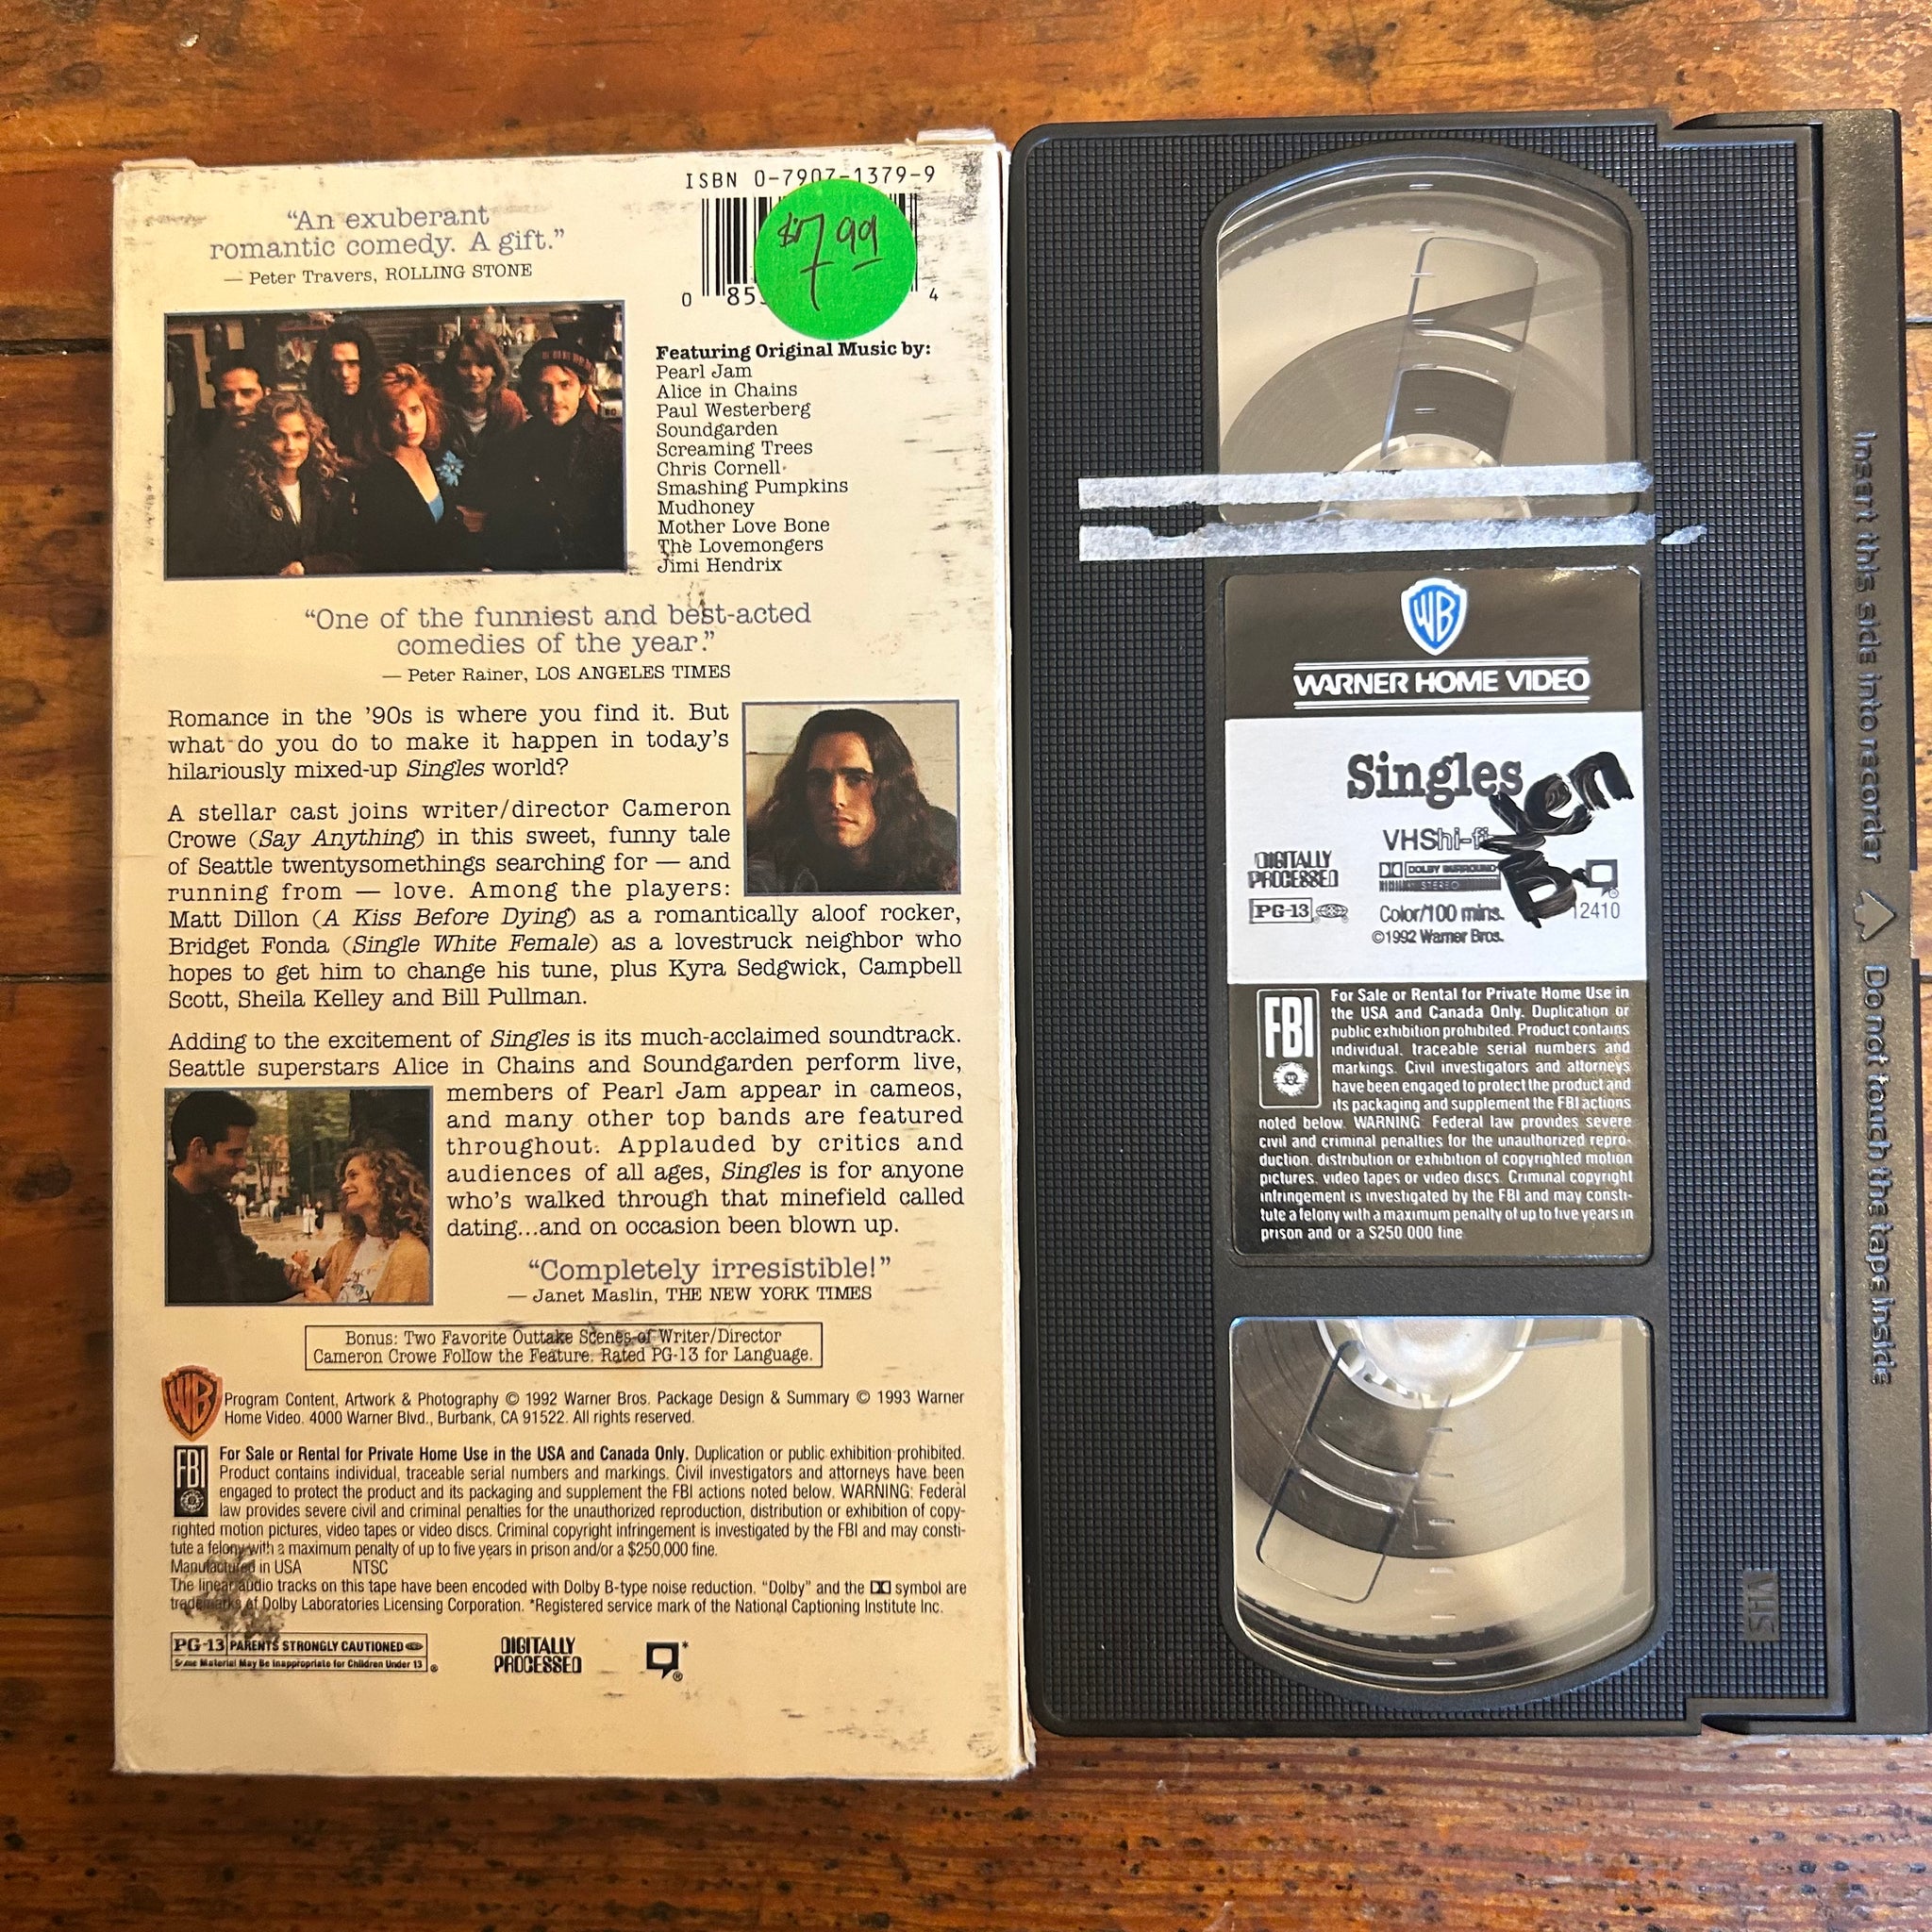 ISBN 0-7907-1379-9
$7.99
0 85 4
“An exuberant
romantic comedy. A gift.”
— Peter Travers, ROLLING STONE
Featuring Original Music by:
Pearl Jam
Alice in Chains
Paul Westerberg
Soundgarden
Screaming Trees
Chris Cornell
Smashing Pumpkins
Mudhoney
Mother Love Bone
The Lovemongers
Jimi Hendrix
“One of the funniest and best-acted
comedies of the year.”
— Peter Rainer, LOS ANGELES TIMES
Romance in the ’90s is where you find it. But
what do you do to make it happen in today’s
hilariously mixed-up Singles world?
A stellar cast joins writer/director Cameron
Crowe (Say Anything) in this sweet, funny tale
of Seattle twentysomethings searching for — and
running from — love. Among the players:
Matt Dillon (A Kiss Before Dying) as a romantically aloof rocker,
Bridget Fonda (Single White Female) as a lovestruck neighbor who
hopes to get him to change his tune, plus Kyra Sedgwick, Campbell
Scott, Sheila Kelley and Bill Pullman.
Adding to the excitement of Singles is its much-acclaimed soundtrack.
Seattle superstars Alice in Chains and Soundgarden perform live,
members of Pearl Jam appear in cameos,
and many other top bands are featured
throughout. Applauded by critics and
audiences of all ages, Singles is for anyone
who’s walked through that minefield called
dating...and on occasion been blown up.
“Completely irresistible!”
— Janet Maslin, THE NEW YORK TIMES
Bonus: Two Favorite Outtake Scenes of Writer/Director
Cameron Crowe Follow the Feature. Rated PG-13 for Language.
WB
Program Content, Artwork & Photography © 1992 Warner Bros. Package Design & Summary © 1993 Warner
Home Video. 4000 Warner Blvd., Burbank, CA 91522. All rights reserved.
FBI
For Sale or Rental for Private Home Use in the USA and Canada Only. Duplication or public exhibition prohibited.
Product contains individual, traceable serial numbers and markings. Civil investigators and attorneys have been
engaged to protect the product and its packaging and supplement the FBI actions noted below. WARNING: Federal
law provides severe civil and criminal penalties for the unauthorized reproduction, distribution or exhibition of copy-
righted motion pictures, video tapes or video discs. Criminal copyright infringement is investigated by the FBI and may consti-
tute a felony with a maximum penalty of up to five years in prison and/or a $250,000 fine.
Manufactured in USA NTSC
The linear audio tracks on this tape have been encoded with Dolby B-type noise reduction. “Dolby” and the symbol are
trademarks of Dolby Laboratories Licensing Corporation. *Registered service mark of the National Captioning Institute Inc.
PG-13 PARENTS STRONGLY CAUTIONED
Some Material May Be Inappropriate for Children Under 13 ®
DIGITALLY
PROCESSED
*
®
WB
WARNER HOME VIDEO
Singles
Broken
VHS hi-fi
DIGITALLY
PROCESSED
DOLBY SURROUND
STEREO
®
PG-13
Color/100 mins.
12410
©1992 Warner Bros.
FBI
For Sale or Rental for Private Home Use in
the USA and Canada Only. Duplication or
public exhibition prohibited. Product contains
individual, traceable serial numbers and
markings. Civil investigators and attorneys
have been engaged to protect the product and
its packaging and supplement the FBI actions
noted below. WARNING: Federal law provides severe
civil and criminal penalties for the unauthorized repro-
duction, distribution or exhibition of copyrighted motion
pictures, video tapes or video discs. Criminal copyright
infringement is investigated by the FBI and may consti-
tute a felony with a maximum penalty of up to five years in
prison and or a $250 000 fine
Insert this side into recorder
Do not touch the tape inside
VHS